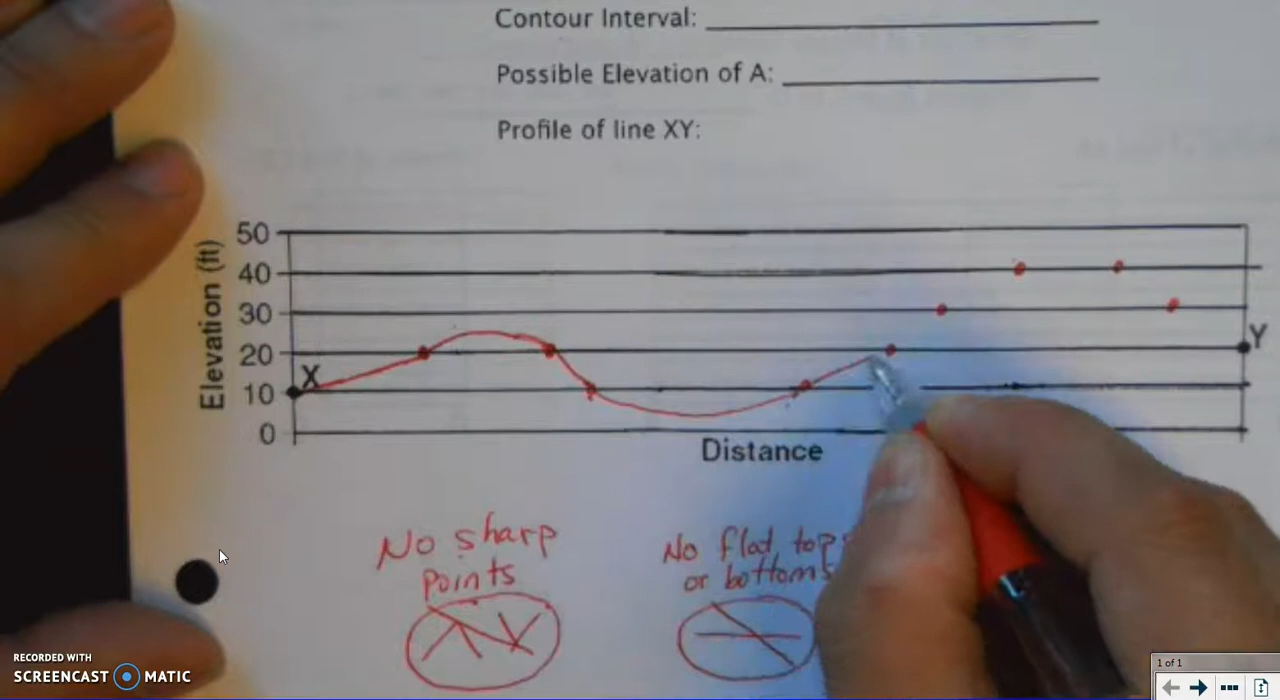 Contour Interval:
Possible Elevation of A:
Profile of line XY:
Elevation (ft)
50
40
30
20
10
0
X
Y
Distance
No sharp
points
No flat tops
or bottoms
RECORDED WITH
SCREENCAST MATIC
1 of 1